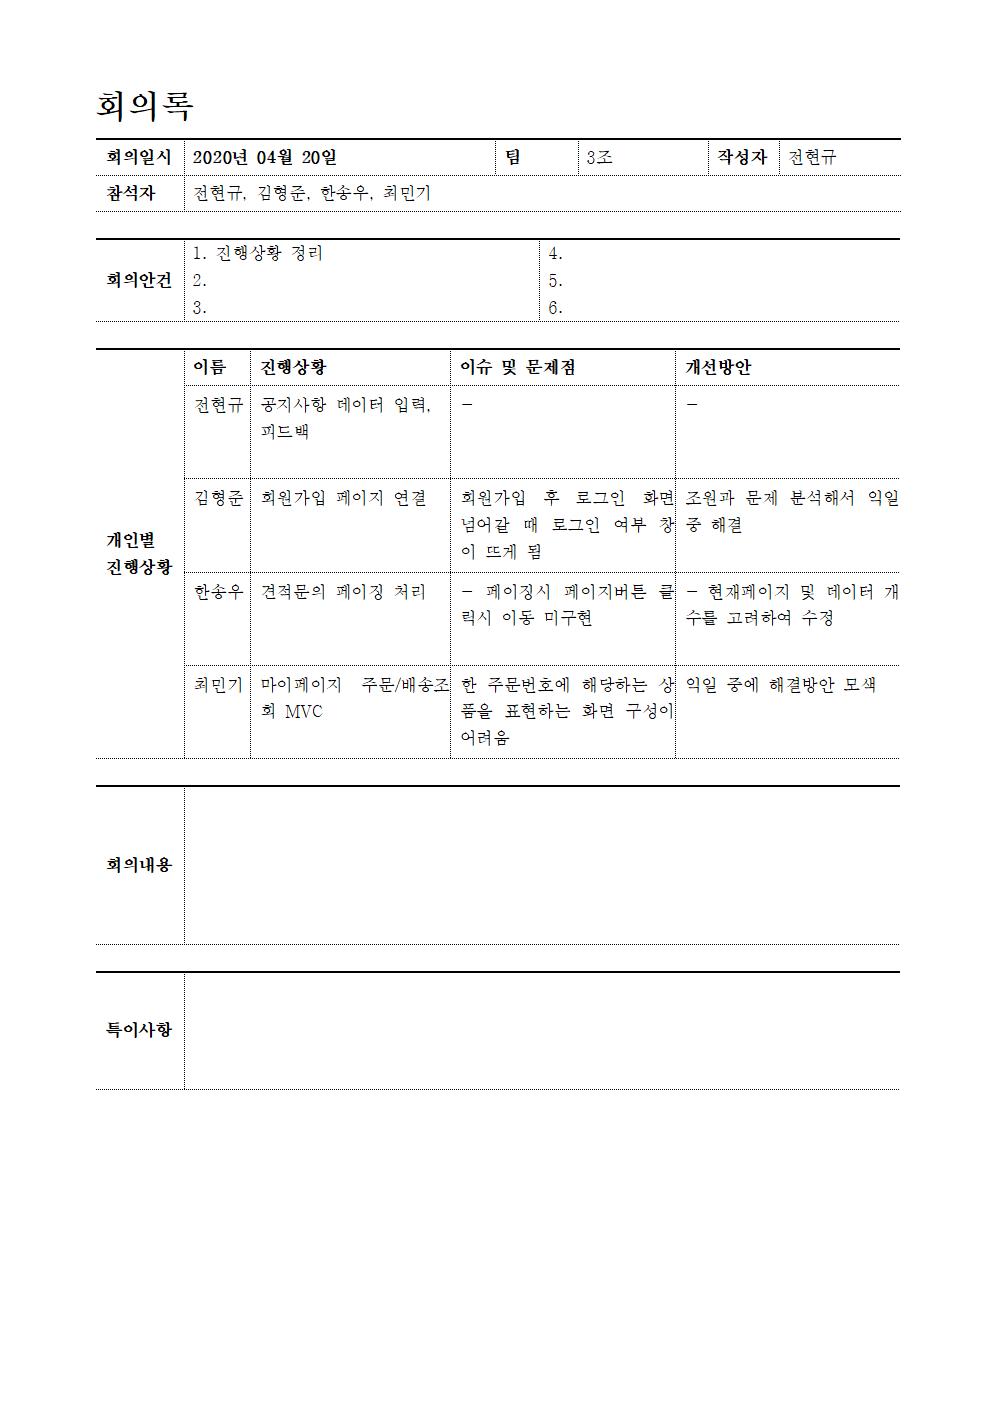 회의록
회의일시 2020년 04월 20일 팀 3조 작성자 전현규
참석자 전현규, 김형준, 한송우, 최민기
회의안건
1. 진행상황 정리
2.
3.
4.
5.
6.
개인별
진행상황
이름 진행상황 이슈 및 문제점 개선방안
전현규
공지사항 데이터 입력,
피드백
-
-
김형준
회원가입 페이지 연결
회원가입 후 로그인 화면
넘어갈 때 로그인 여부 창
이 뜨게 됨
조원과 문제 분석해서 익일
중 해결
한송우
견적문의 페이징 처리
- 페이징시 페이지버튼 클
릭시 이동 미구현
- 현재페이지 및 데이터 개
수를 고려하여 수정
최민기
마이페이지 주문/배송조
회 MVC
한 주문번호에 해당하는 상
품을 표현하는 화면 구성이
어려움
익일 중에 해결방안 모색
회의내용
특이사항